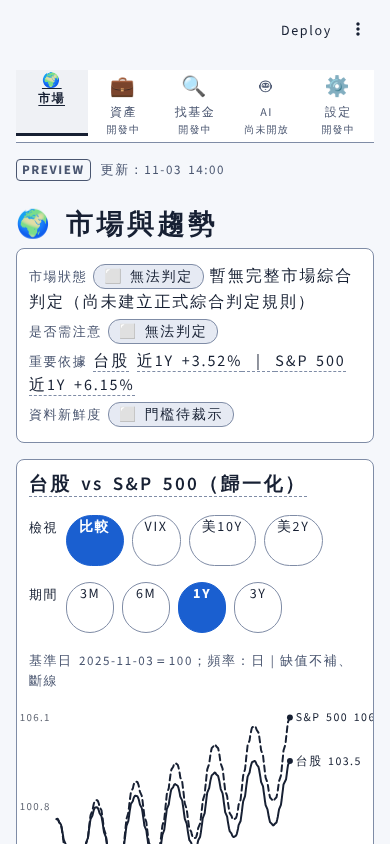 Deploy
市場
資產
開發中
找基金
開發中
AI
尚未開放
設定
開發中
PREVIEW 更新：11-03 14:00
市場與趨勢
市場狀態 無法判定 暫無完整市場綜合
判定（尚未建立正式綜合判定規則）
是否需注意 無法判定
重要依據 台股 近1Y +3.52% ｜ S&P 500
近1Y +6.15%
資料新鮮度 門檻待裁示
台股 vs S&P 500（歸一化）
檢視 比較 VIX 美10Y 美2Y
期間 3M 6M 1Y 3Y
基準日 2025-11-03＝100；頻率：日｜缺值不補、
斷線
106.1
S&P 500 106
台股 103.5
100.8